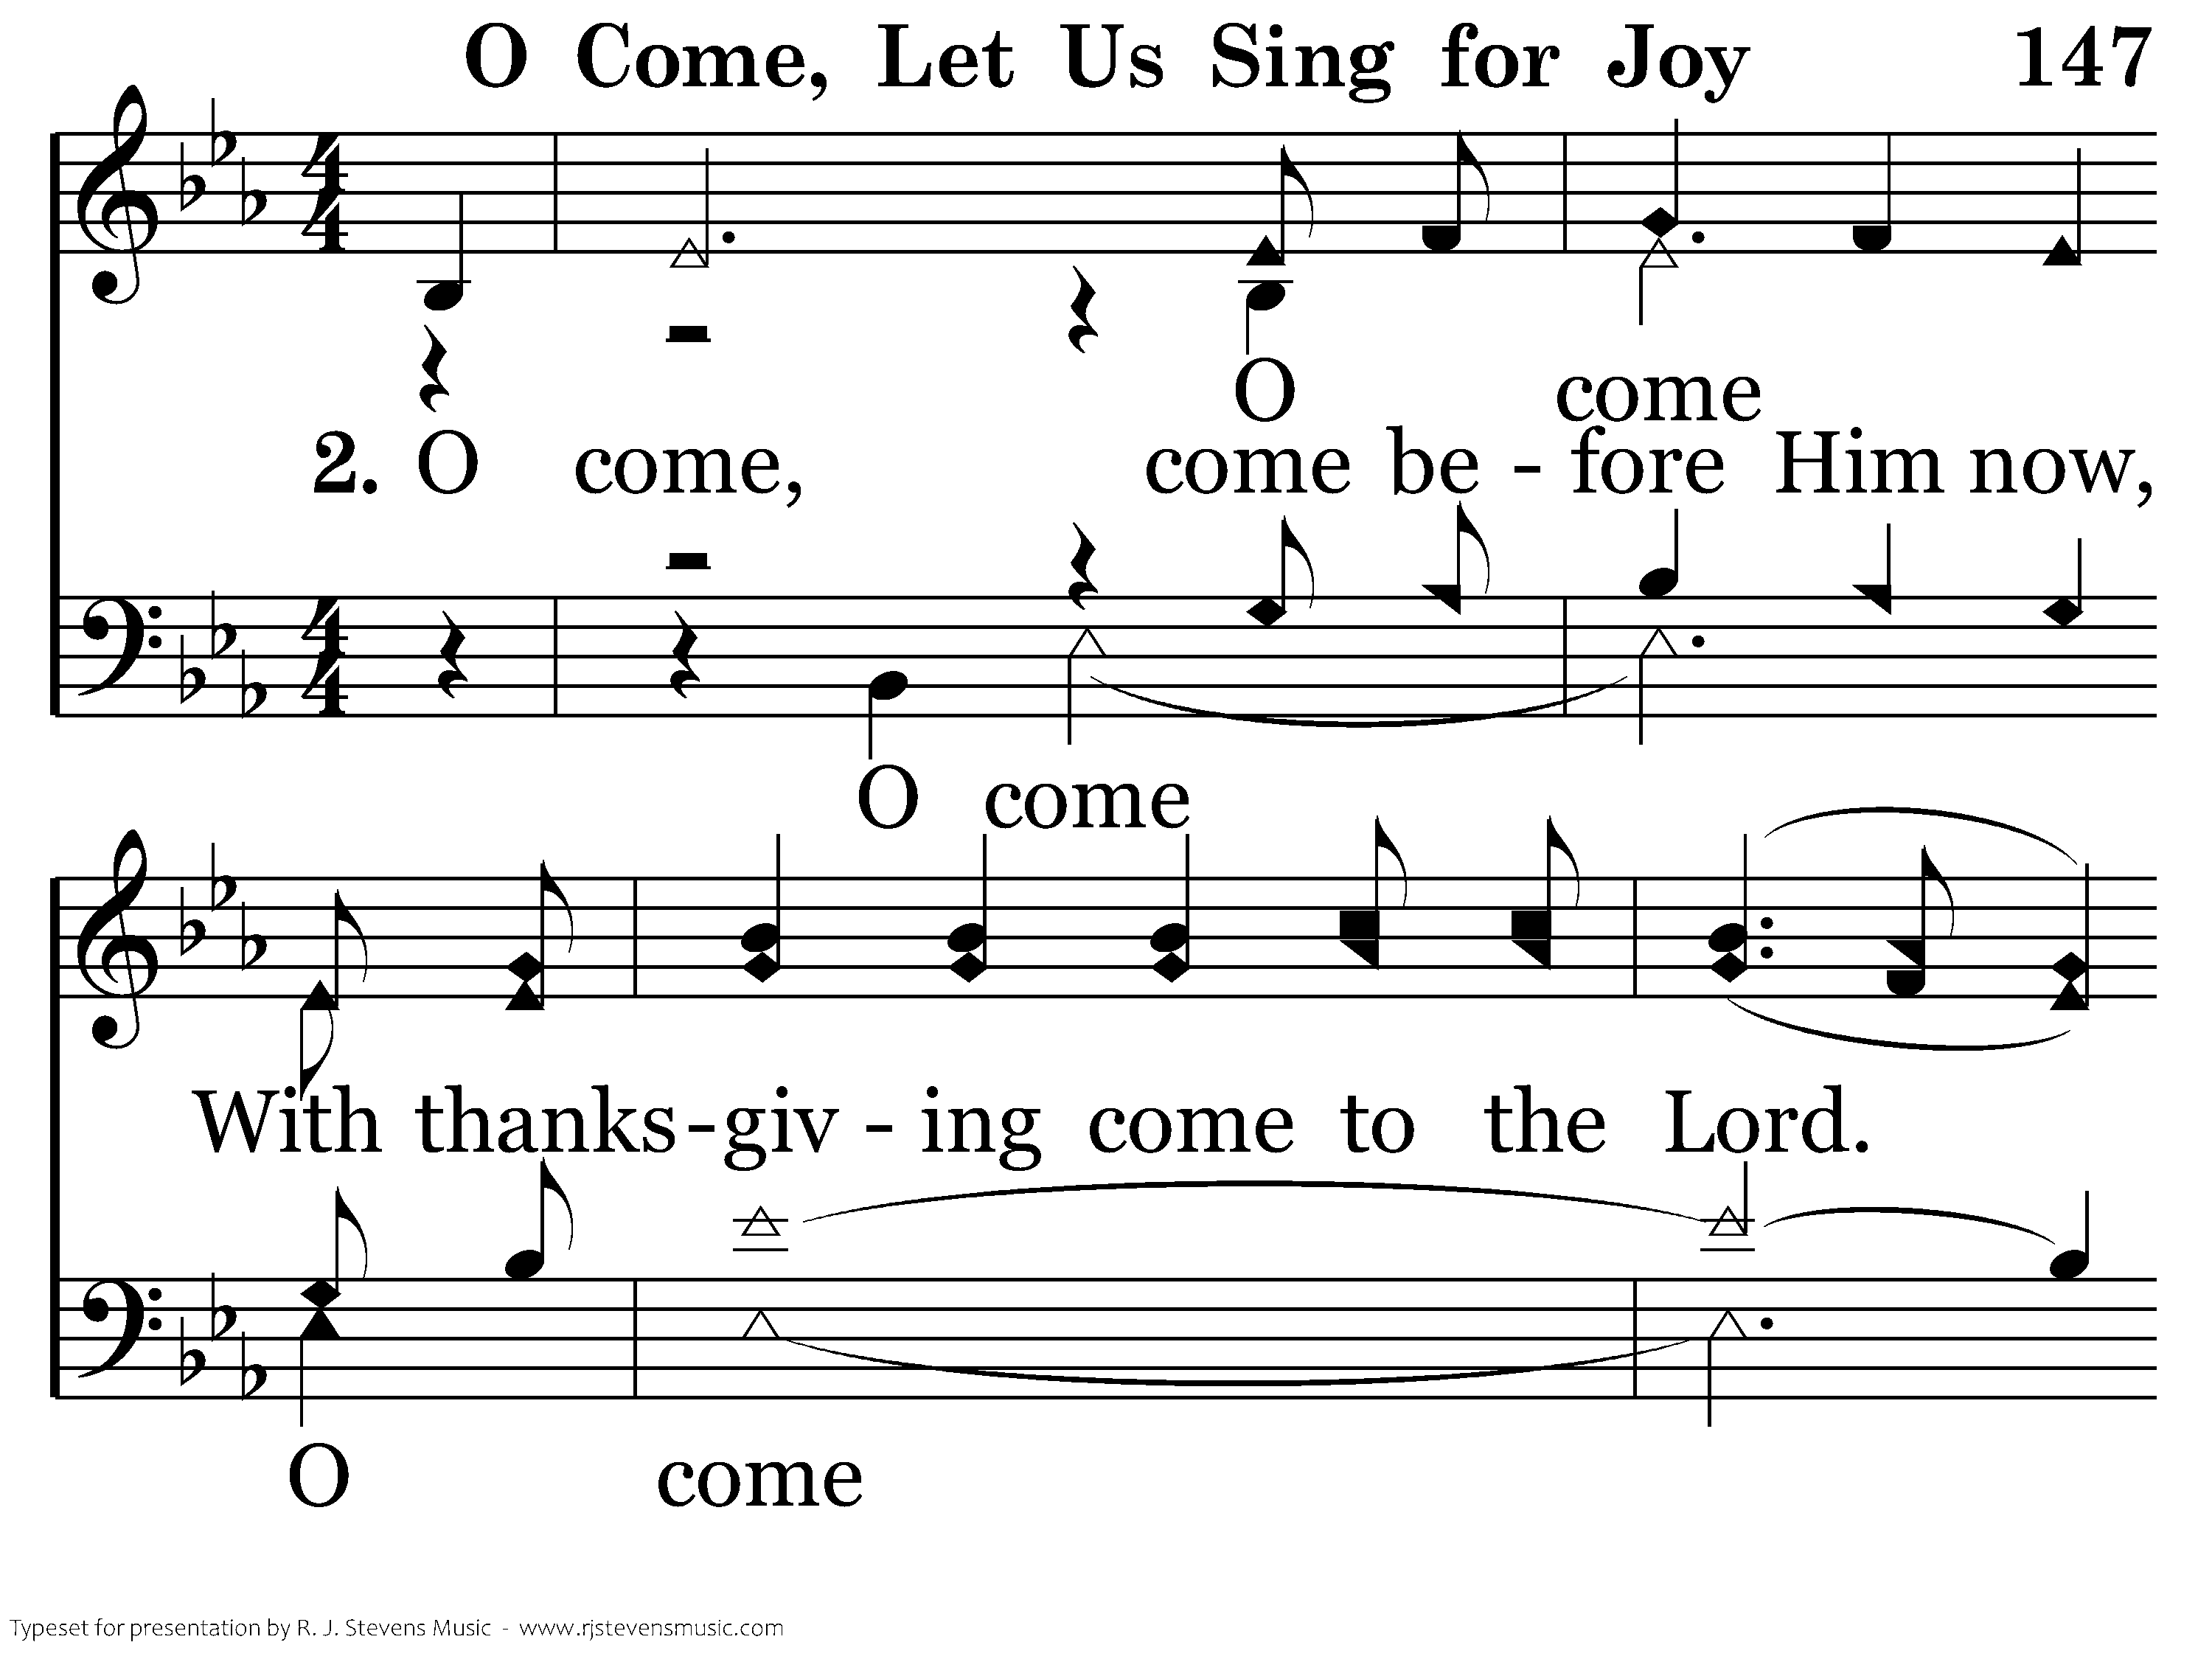 O Come, Let Us Sing for Joy 147
O come
2. O come, come be - fore Him now,
O come
With thanks - giv - ing come to the Lord.
O come
Typeset for presentation by R. J. Stevens Music - www.rjstevensmusic.com